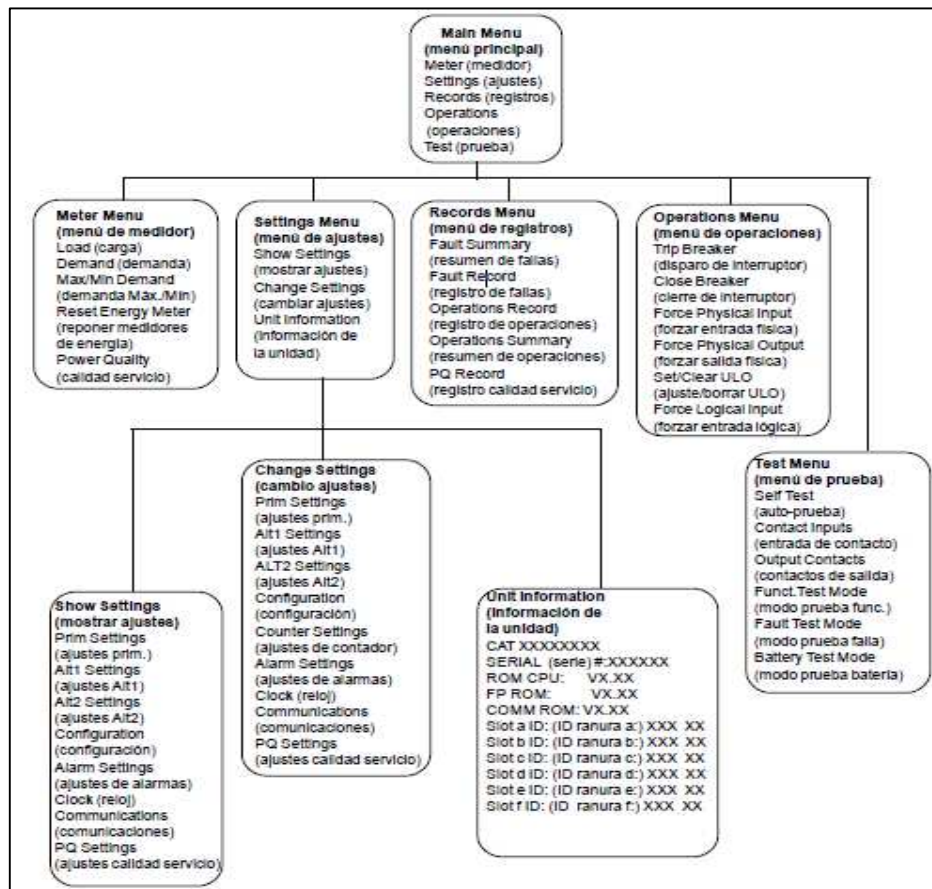 Main Menu
(menú principal)
Meter (medidor)
Settings (ajustes)
Records (registros)
Operations
(operaciones)
Test (prueba)
Meter Menu
(menú de medidor)
Load (carga)
Demand (demanda)
Max/Min Demand
(demanda Máx./Mín)
Reset Energy Meter
(reponer medidores
de energía)
Power Quality
(calidad servicio)
Settings Menu
(menú de ajustes)
Show Settings
(mostrar ajustes)
Change Settings
(cambiar ajustes)
Unit Information
(información de
la unidad)
Records Menu
(menú de registros)
Fault Summary
(resumen de fallas)
Fault Record
(registro de fallas)
Operations Record
(registro de operaciones)
Operations Summary
(resumen de operaciones)
PQ Record
(registro calidad servicio)
Operations Menu
(menú de operaciones)
Trip Breaker
(disparo de interruptor)
Close Breaker
(cierre de interruptor)
Force Physical Input
(forzar entrada física)
Force Physical Output
(forzar salida física)
Set/Clear ULO
(ajuste/borrar ULO)
Force Logical Input
(forzar entrada lógica)
Test Menu
(menú de prueba)
Self Test
(auto-prueba)
Contact Inputs
(entrada de contacto)
Output Contacts
(contactos de salida)
Funct.Test Mode
(modo prueba func.)
Fault Test Mode
(modo prueba falla)
Battery Test Mode
(modo prueba batería)
Show Settings
(mostrar ajustes)
Prim Settings
(ajustes prim.)
Alt1 Settings
(ajustes Alt1)
Alt2 Settings
(ajustes Alt2)
Configuration
(configuración)
Alarm Settings
(ajustes de alarmas)
Clock (reloj)
Communications
(comunicaciones)
PQ Settings
(ajustes calidad servicio)
Change Settings
(cambio ajustes)
Prim Settings
(ajustes prim.)
Alt1 Settings
(ajustes Alt1)
ALT2 Settings
(ajustes Alt2)
Configuration
(configuración)
Counter Settings
(ajustes de contador)
Alarm Settings
(ajustes de alarmas)
Clock (reloj)
Communications
(comunicaciones)
PQ Settings
(ajustes calidad servicio)
Unit Information
(información de
la unidad)
CAT XXXXXXXX
SERIAL (serie) #:XXXXXX
ROM CPU: VX.XX
FP ROM: VX.XX
COMM ROM: VX.XX
Slot a ID: (ID ranura a:) XXX XX
Slot b ID: (ID ranura b:) XXX XX
Slot c ID: (ID ranura c:) XXX XX
Slot d ID: (ID ranura d:) XXX XX
Slot e ID: (ID ranura e:) XXX XX
Slot f ID: (ID ranura f:) XXX XX